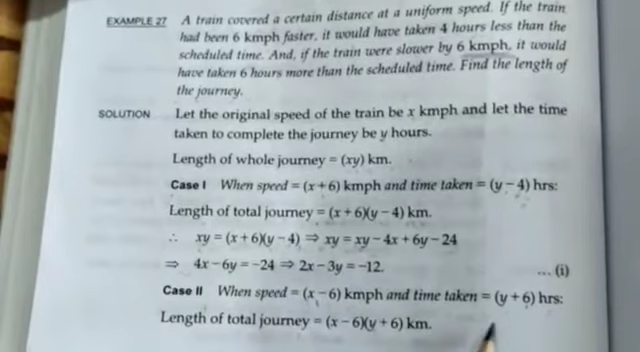 EXAMPLE 27 A train covered a certain distance at a uniform speed. If the train
had been 6 kmph faster, it would have taken 4 hours less than the
scheduled time. And, if the train were slower by 6 kmph, it would
have taken 6 hours more than the scheduled time. Find the length of
the journey.
SOLUTION Let the original speed of the train be x kmph and let the time
taken to complete the journey be y hours.
Length of whole journey = (xy) km.
Case I When speed = (x + 6) kmph and time taken = (y − 4) hrs:
Length of total journey = (x + 6)(y − 4) km.
∴ xy = (x + 6)(y − 4) ⇒ xy = xy − 4x + 6y − 24
⇒ 4x − 6y = −24 ⇒ 2x − 3y = −12. ... (i)
Case II When speed = (x − 6) kmph and time taken = (y + 6) hrs:
Length of total journey = (x − 6)(y + 6) km.